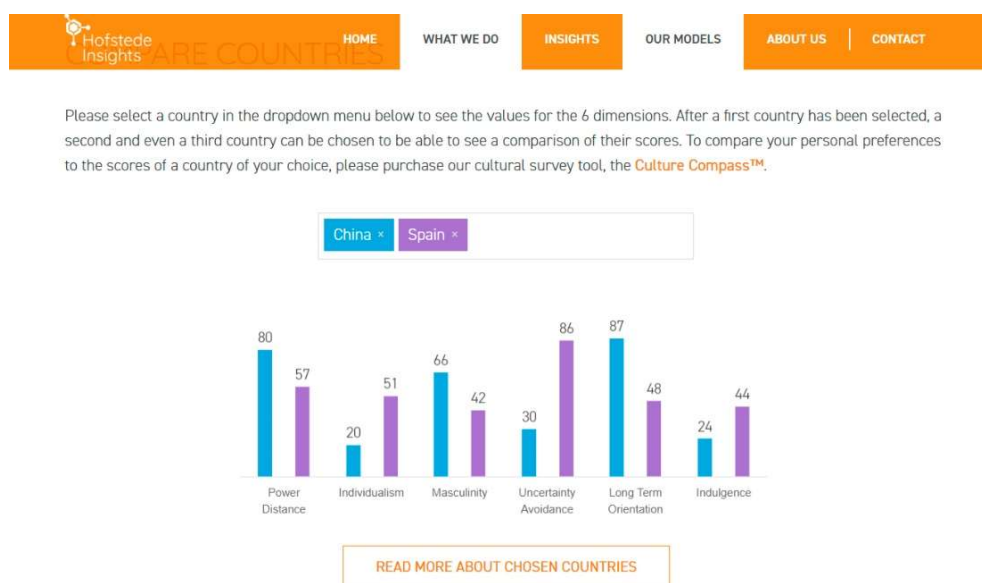 Hofstede
Insights
COMPARE COUNTRIES
HOME
WHAT WE DO
INSIGHTS
OUR MODELS
ABOUT US
CONTACT
Please select a country in the dropdown menu below to see the values for the 6 dimensions. After a first country has been selected, a
second and even a third country can be chosen to be able to see a comparison of their scores. To compare your personal preferences
to the scores of a country of your choice, please purchase our cultural survey tool, the Culture Compass™.
China × Spain ×
80 57 20 51 66 42 30 86 87 48 24 44
Power Distance
Individualism
Masculinity
Uncertainty Avoidance
Long Term Orientation
Indulgence
READ MORE ABOUT CHOSEN COUNTRIES